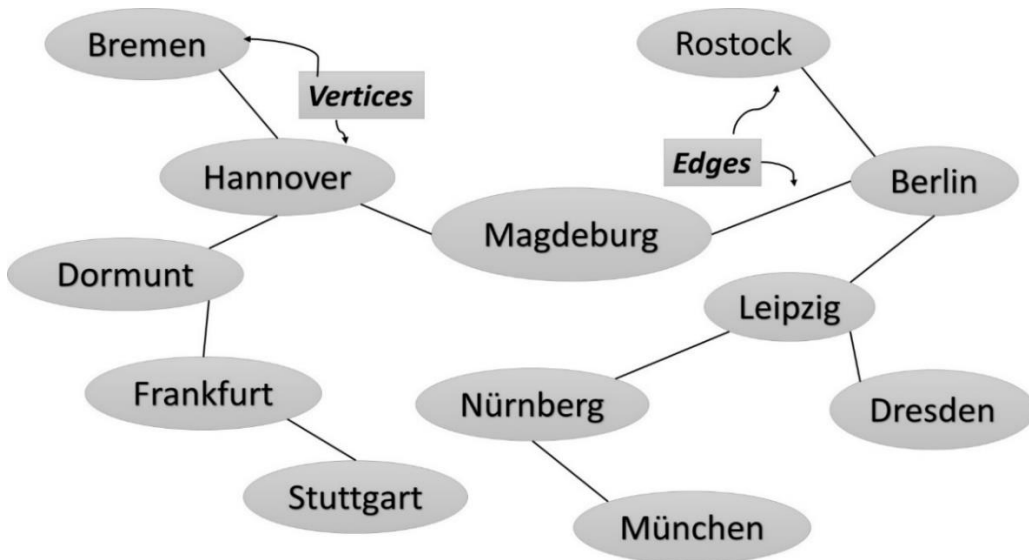 Bremen
Rostock
Vertices
Edges
Hannover
Berlin
Magdeburg
Dormunt
Leipzig
Frankfurt
Nürnberg
Dresden
Stuttgart
München